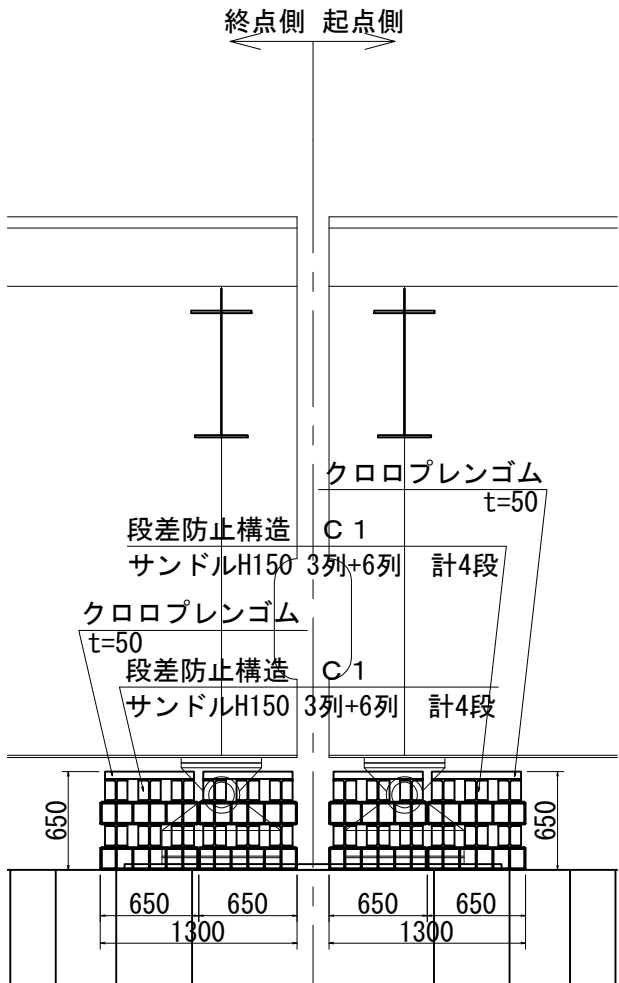 終点側 起点側
クロロプレンゴム
t=50
段差防止構造 C1
サンドルH150 3列+6列 計4段
クロロプレンゴム
t=50
段差防止構造 C1
サンドルH150 3列+6列 計4段
650
650
650 650
650 650
1300
1300